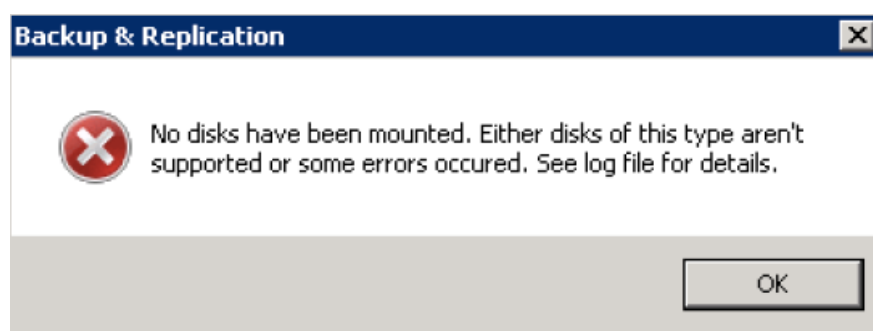 Backup & Replication
No disks have been mounted. Either disks of this type aren't
supported or some errors occured. See log file for details.
OK